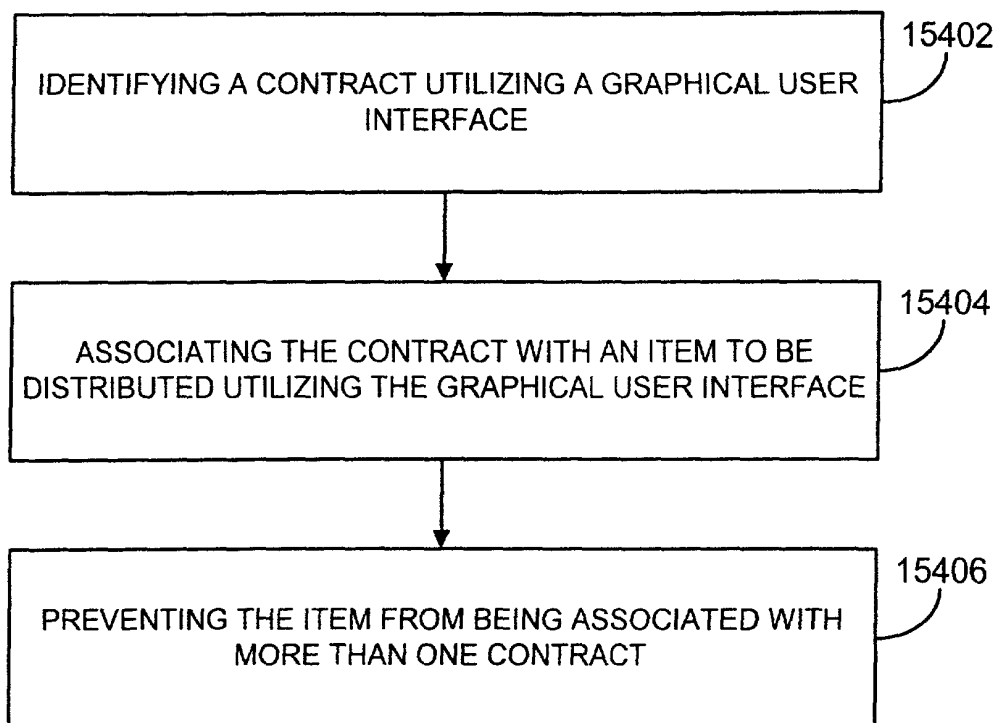 15402
IDENTIFYING A CONTRACT UTILIZING A GRAPHICAL USER
INTERFACE
15404
ASSOCIATING THE CONTRACT WITH AN ITEM TO BE
DISTRIBUTED UTILIZING THE GRAPHICAL USER INTERFACE
15406
PREVENTING THE ITEM FROM BEING ASSOCIATED WITH
MORE THAN ONE CONTRACT